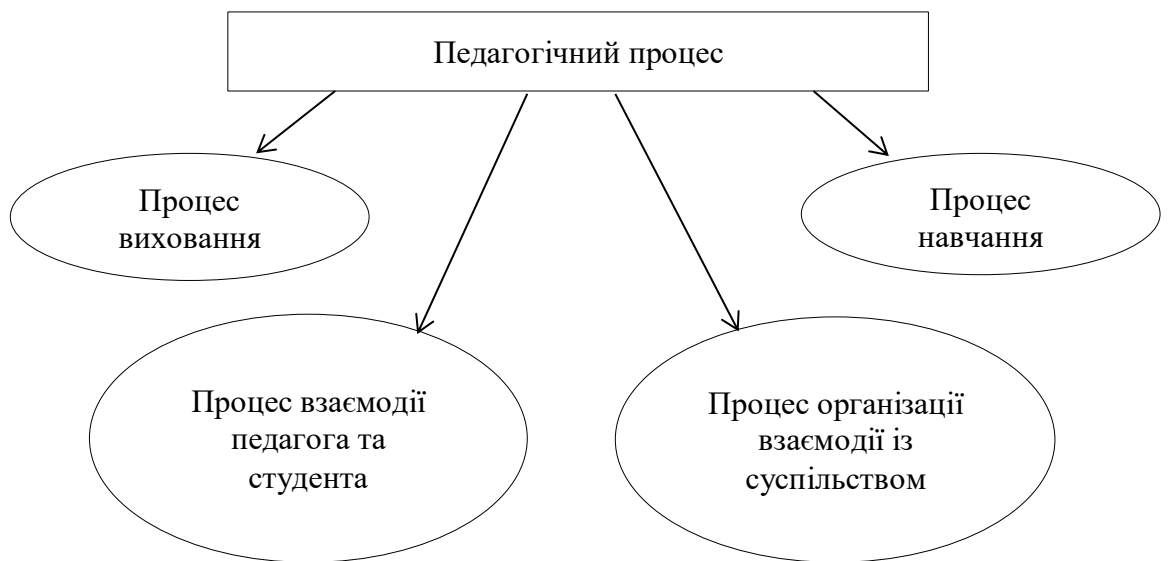 Педагогічний процес
Процес
виховання
Процес
навчання
Процес взаємодії
педагога та
студента
Процес організації
взаємодії із
суспільством